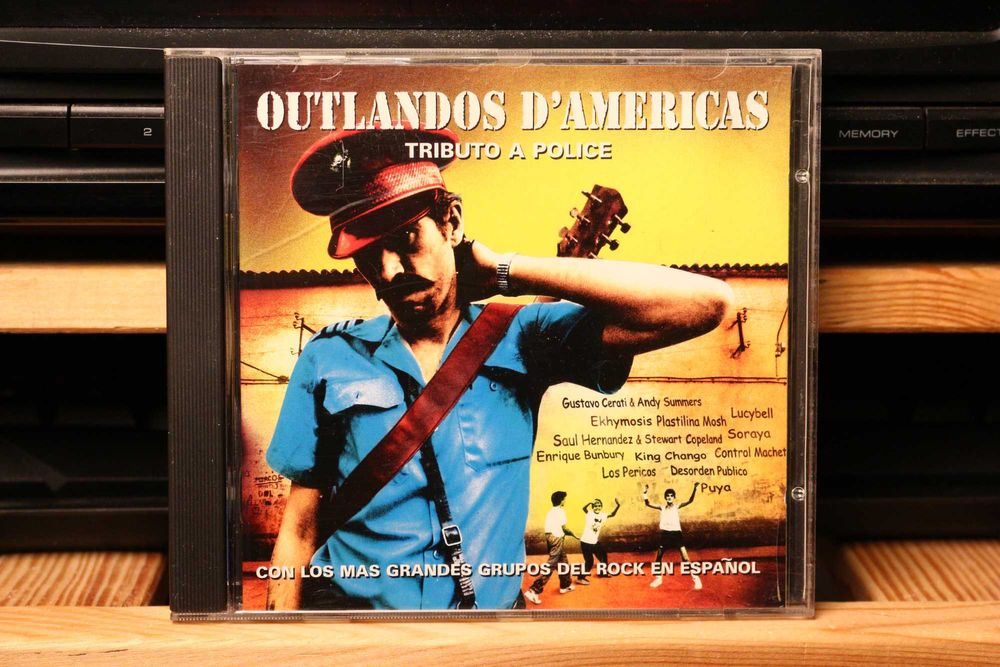 2
MEMORY
EFFECT
OUTLANDOS D'AMERICAS
TRIBUTO A POLICE
Gustavo Cerati & Andy Summers
Ekhymosis Plastilina Mosh Lucybell
Saul Hernandez & Stewart Copeland Soraya
Enrique Bunbury King Chango Control Machet
Los Pericos Desorden Publico
Puya
CON LOS MAS GRANDES GRUPOS DEL ROCK EN ESPAÑOL